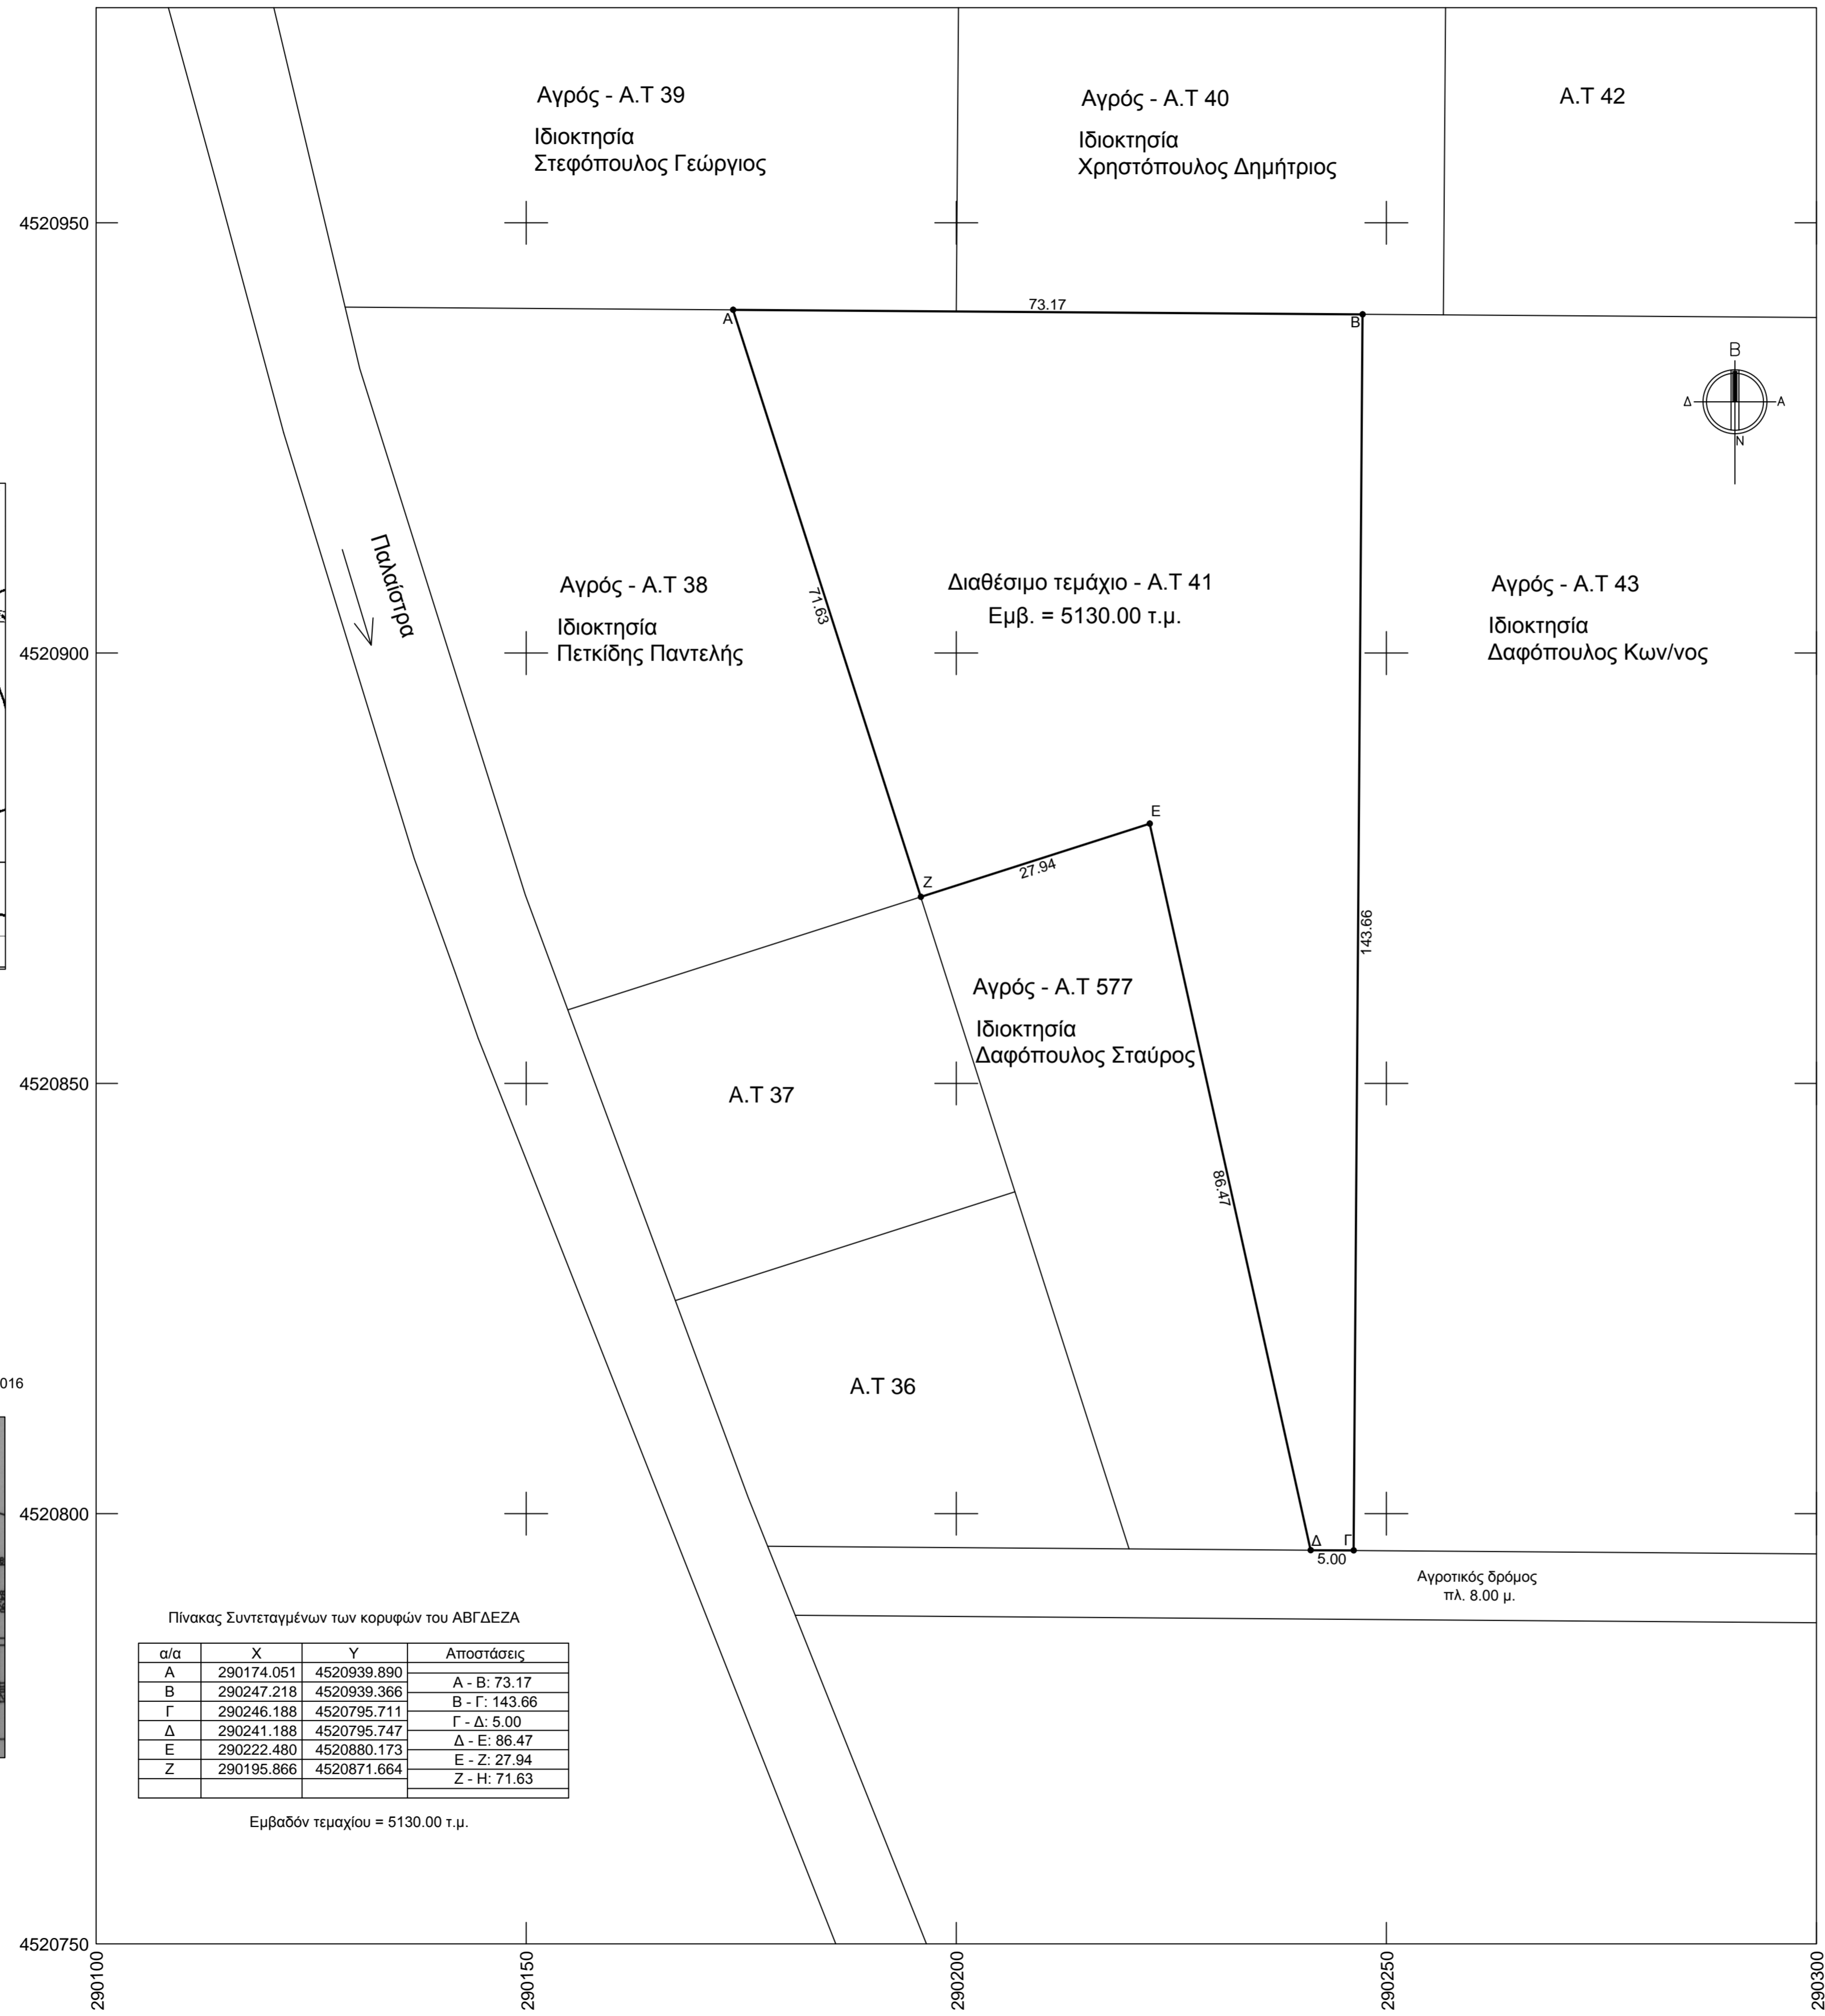 Αγρός - Α.Τ 39
Ιδιοκτησία
Στεφόπουλος Γεώργιος
Αγρός - Α.Τ 40
Ιδιοκτησία
Χρηστόπουλος Δημήτριος
Α.Τ 42
4520950
Α
73.17
Β
Β
Δ
Α
Ν
Παλαίστρα
Αγρός - Α.Τ 38
Ιδιοκτησία
Πετκίδης Παντελής
71.63
Διαθέσιμο τεμάχιο - Α.Τ 41
Εμβ. = 5130.00 τ.μ.
Αγρός - Α.Τ 43
Ιδιοκτησία
Δαφόπουλος Κων/νος
4520900
Ε
Ζ
27.94
143.66
Αγρός - Α.Τ 577
Ιδιοκτησία
Δαφόπουλος Σταύρος
4520850
Α.Τ 37
86.47
016
Α.Τ 36
4520800
Δ
Γ
5.00
Αγροτικός δρόμος
πλ. 8.00 μ.
Πίνακας Συντεταγμένων των κορυφών του ΑΒΓΔΕΖΑ
α/α Χ Υ Αποστάσεις
Α 290174.051 4520939.890
Α - Β: 73.17
Β 290247.218 4520939.366
Β - Γ: 143.66
Γ 290246.188 4520795.711
Γ - Δ: 5.00
Δ 290241.188 4520795.747
Δ - Ε: 86.47
Ε 290222.480 4520880.173
Ε - Ζ: 27.94
Ζ 290195.866 4520871.664
Ζ - Η: 71.63
Εμβαδόν τεμαχίου = 5130.00 τ.μ.
4520750
290100
290150
290200
290250
290300